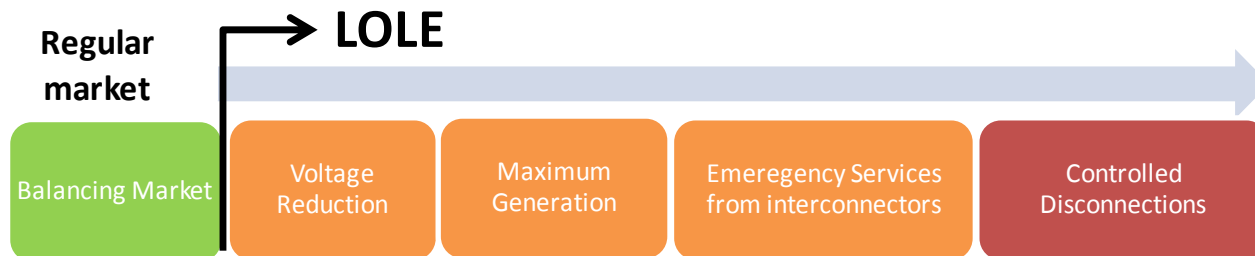 Regular
market
LOLE
Balancing Market
Voltage
Reduction
Maximum
Generation
Emeregency Services
from interconnectors
Controlled
Disconnections